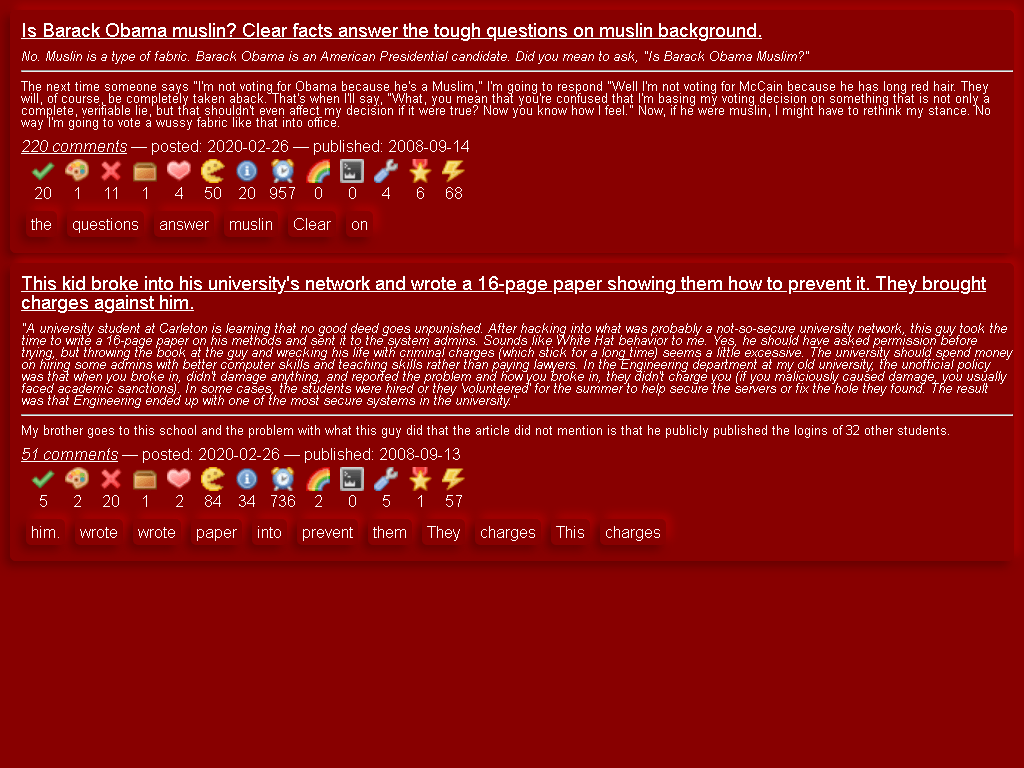 Is Barack Obama muslin? Clear facts answer the tough questions on muslin background.
No. Muslin is a type of fabric. Barack Obama is an American Presidential candidate. Did you mean to ask, "Is Barack Obama Muslim?"
The next time someone says "I'm not voting for Obama because he's a Muslim," I'm going to respond "Well I'm not voting for McCain because he has long red hair. They
will, of course, be completely taken aback. That's when I'll say, "What, you mean that you're confused that I'm basing my voting decision on something that is not only a
complete, verifiable lie, but that shouldn't even affect my decision if it were true? Now you know how I feel." Now, if he were muslin, I might have to rethink my stance. No
way I'm going to vote a wussy fabric like that into office.
220 comments — posted: 2020-02-26 — published: 2008-09-14
20 1 11 1 4 50 20 957 0 0 4 6 68
the questions answer muslin Clear on
This kid broke into his university's network and wrote a 16-page paper showing them how to prevent it. They brought
charges against him.
"A university student at Carleton is learning that no good deed goes unpunished. After hacking into what was probably a not-so-secure university network, this guy took the
time to write a 16-page paper on his methods and sent it to the system admins. Sounds like White Hat behavior to me. Yes, he should have asked permission before
trying, but throwing the book at the guy and wrecking his life with criminal charges (which stick for a long time) seems a little excessive. The university should spend money
on hiring some admins with better computer skills and teaching skills rather than paying lawyers. In the Engineering department at my old university, the unofficial policy
was that when you broke in, didn't damage anything, and reported the problem and how you broke in, they didn't charge you (if you maliciously caused damage, you usually
faced academic sanctions). In some cases, the students were hired or they 'volunteered' for the summer to help secure the servers or fix the hole they found. The result
was that Engineering ended up with one of the most secure systems in the university."
My brother goes to this school and the problem with what this guy did that the article did not mention is that he publicly published the logins of 32 other students.
51 comments — posted: 2020-02-26 — published: 2008-09-13
5 2 20 1 2 84 34 736 2 0 5 1 57
him. wrote wrote paper into prevent them They charges This charges